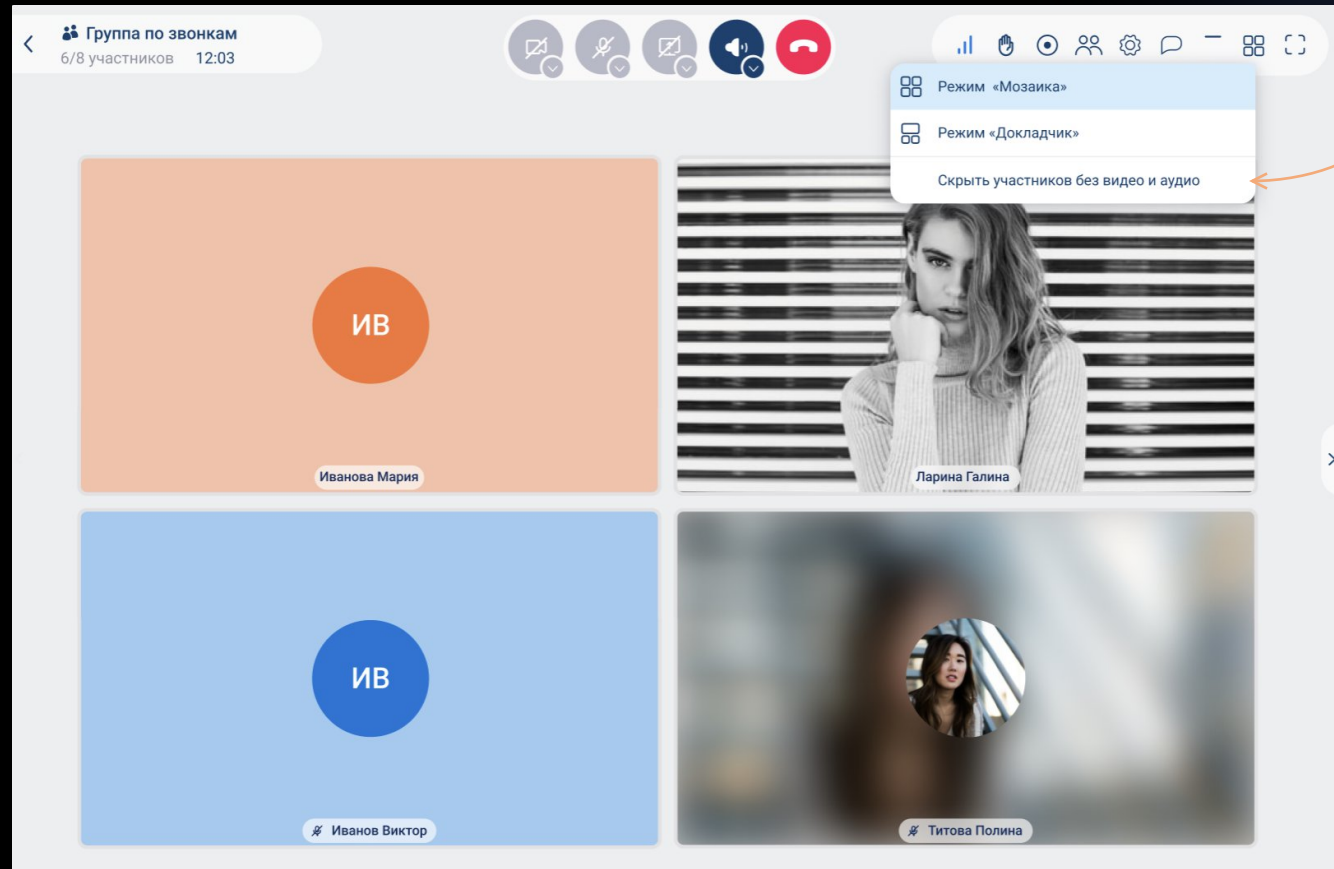 Группа по звонкам
6/8 участников 12:03
Режим «Мозаика»
Режим «Докладчик»
Скрыть участников без видео и аудио
ИВ
Иванова Мария
Ларина Галина
ИВ
Иванов Виктор
Титова Полина